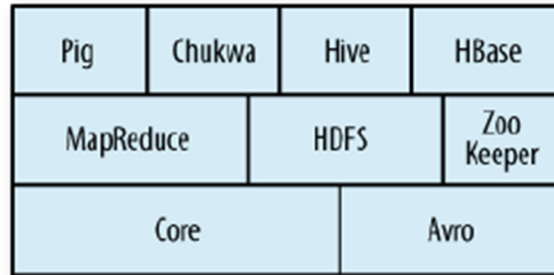 Pig
Chukwa
Hive
HBase
MapReduce
HDFS
Zoo
Keeper
Core
Avro